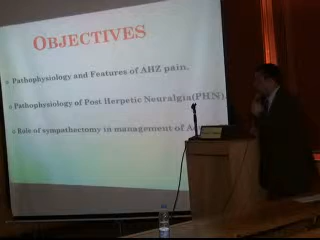 OBJECTIVES
Pathophysiology and Features of AHZ pain.
Pathophysiology of Post Herpetic Neuralgia(PHN).
Role of sympathectomy in management of